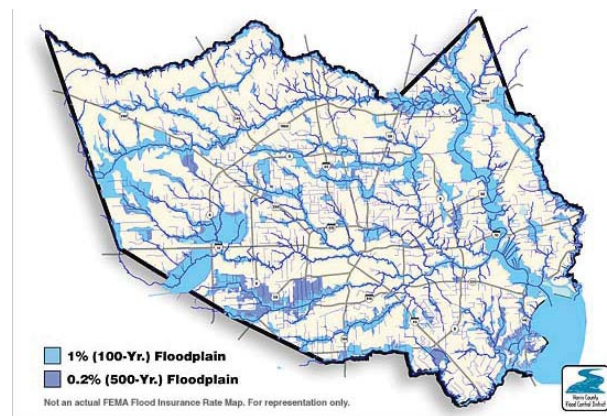 1% (100-Yr.) Floodplain
0.2% (500-Yr.) Floodplain
Not an actual FEMA Flood Insurance Rate Map. For representation only.
Harris County
Flood Control District